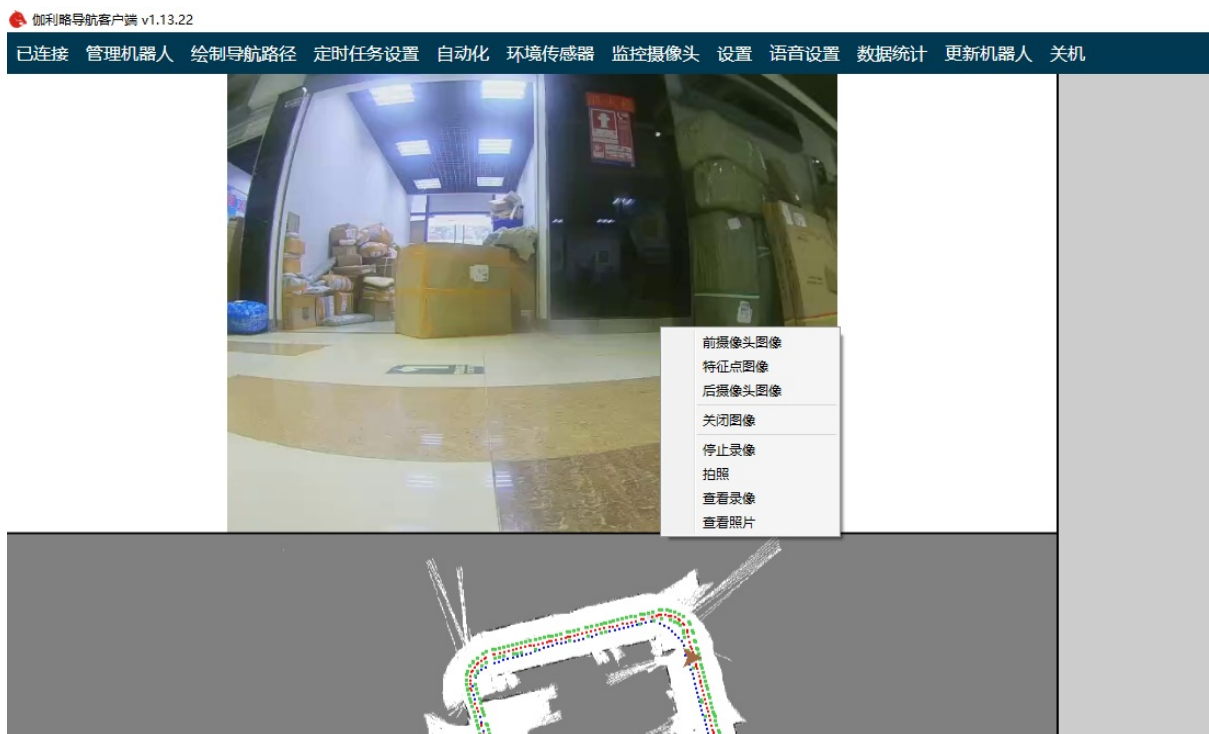 伽利略导航客户端 v1.13.22
已连接 管理机器人 绘制导航路径 定时任务设置 自动化 环境传感器 监控摄像头 设置 语音设置 数据统计 更新机器人 关机
前摄像头图像
特征点图像
后摄像头图像
关闭图像
停止录像
拍照
查看录像
查看照片